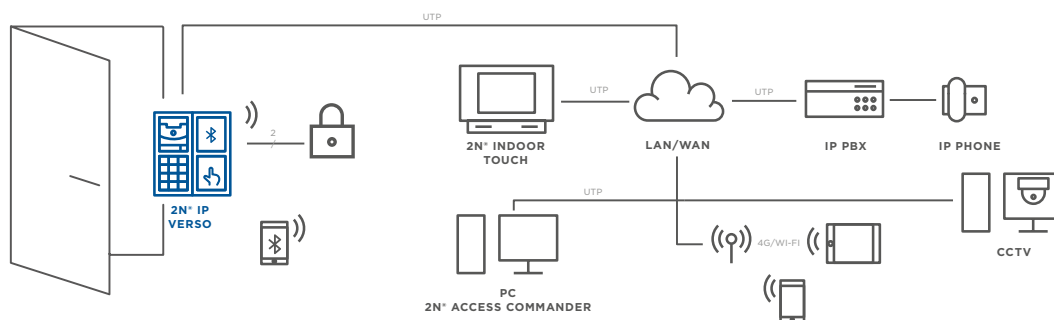 UTP
UTP
UTP
2
2N® INDOOR
TOUCH
LAN/WAN
IP PBX
IP PHONE
2N® IP
VERSO
UTP
4G/WI-FI
CCTV
PC
2N® ACCESS COMMANDER